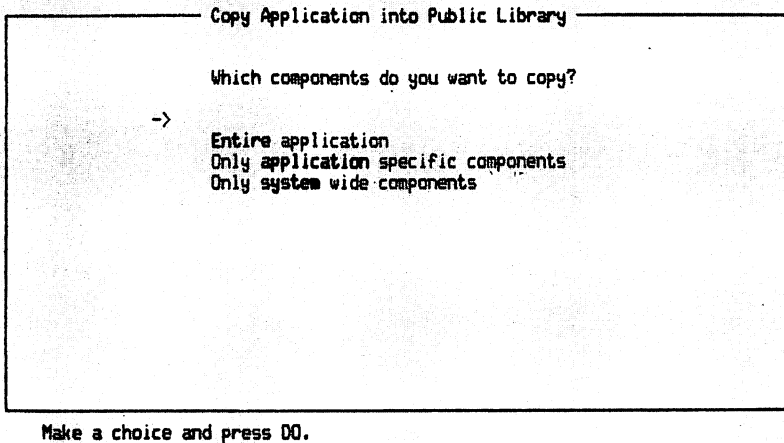 Copy Application into Public Library
Which components do you want to copy?
->
Entire application
Only application specific components
Only system wide components
Make a choice and press DO.